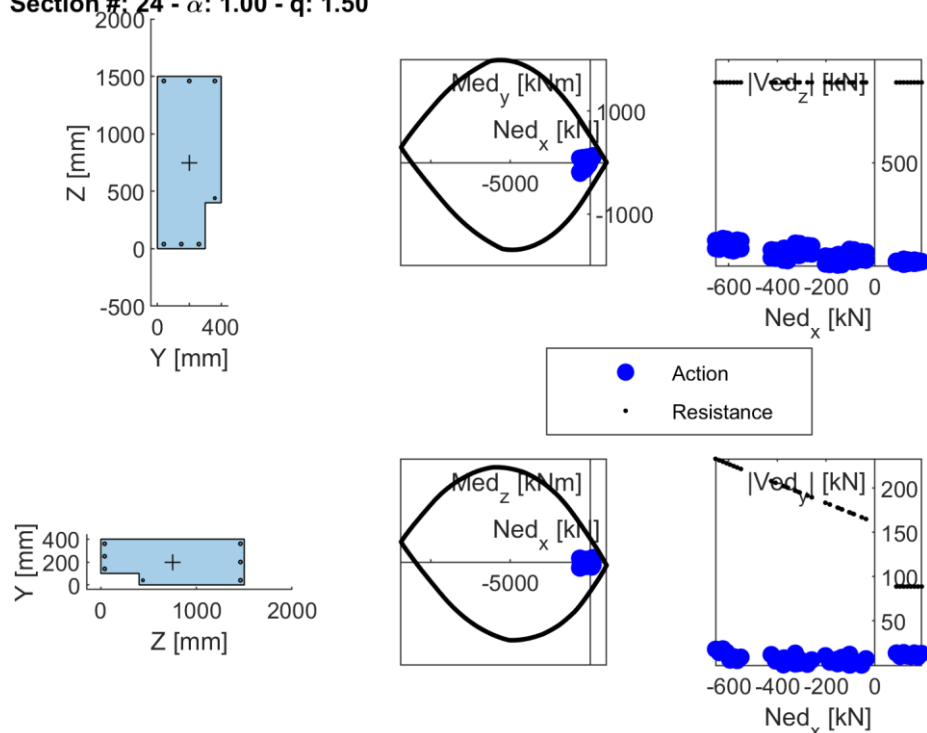 Section #: 24 - α: 1.00 - q: 1.50
2000
1500
1000
500
0
-500
Z [mm]
0 400
Y [mm]
Med_y [kNm]
1000
Ned_x [kN]
-5000
-1000
|Ved_z| [kN]
500
-600 -400 -200 0
Ned_x [kN]
Action
Resistance
400
200
0
Y [mm]
0 1000 2000
Z [mm]
Med_z [kNm]
Ned_x [kN]
-5000
|Ved_y| [kN]
200
150
100
50
-600 -400 -200 0
Ned_x [kN]